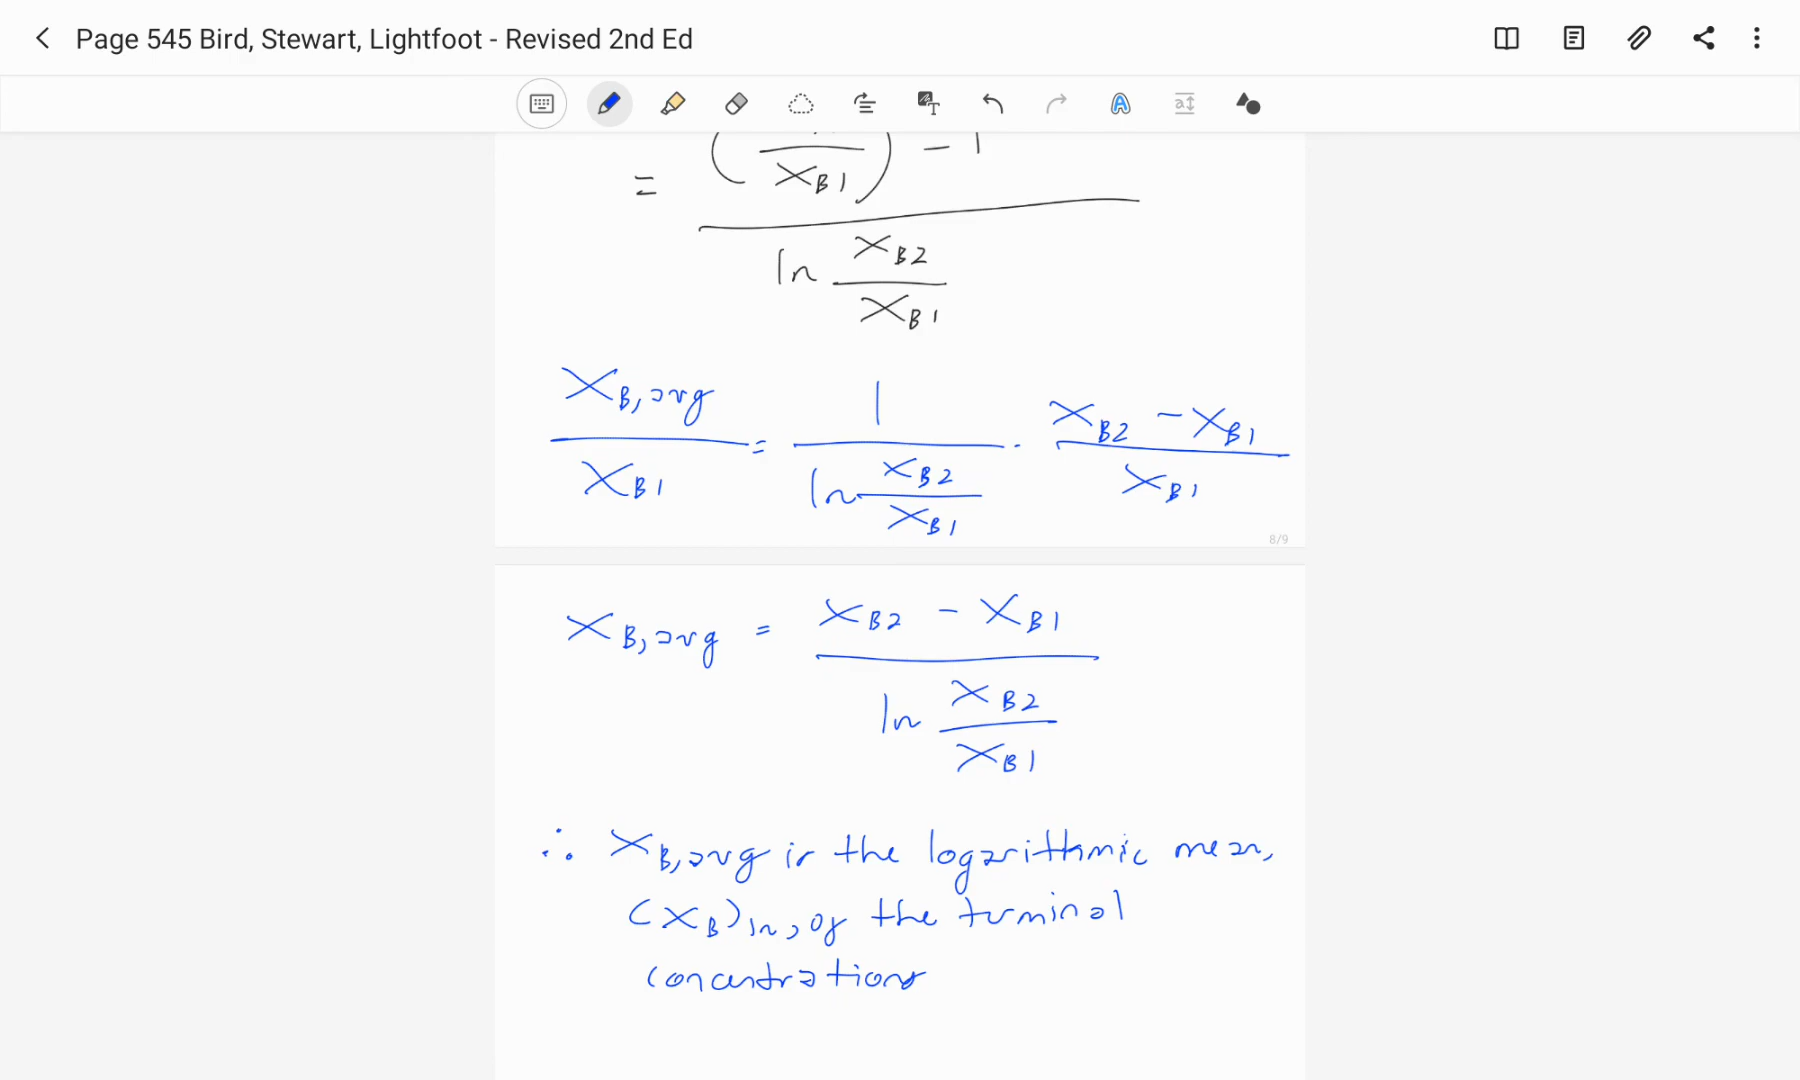 Page 545 Bird, Stewart, Lightfoot - Revised 2nd Ed
= ( / X_B1 ) - 1 / ln X_B2 / X_B1
X_B,avg / X_B1 = 1 / ln X_B2 / X_B1 · X_B2 - X_B1 / X_B1
8/9
X_B,avg = X_B2 - X_B1 / ln X_B2 / X_B1
∴ X_B,avg is the logarithmic mean,
(X_B)ln, of the terminal
concentrations